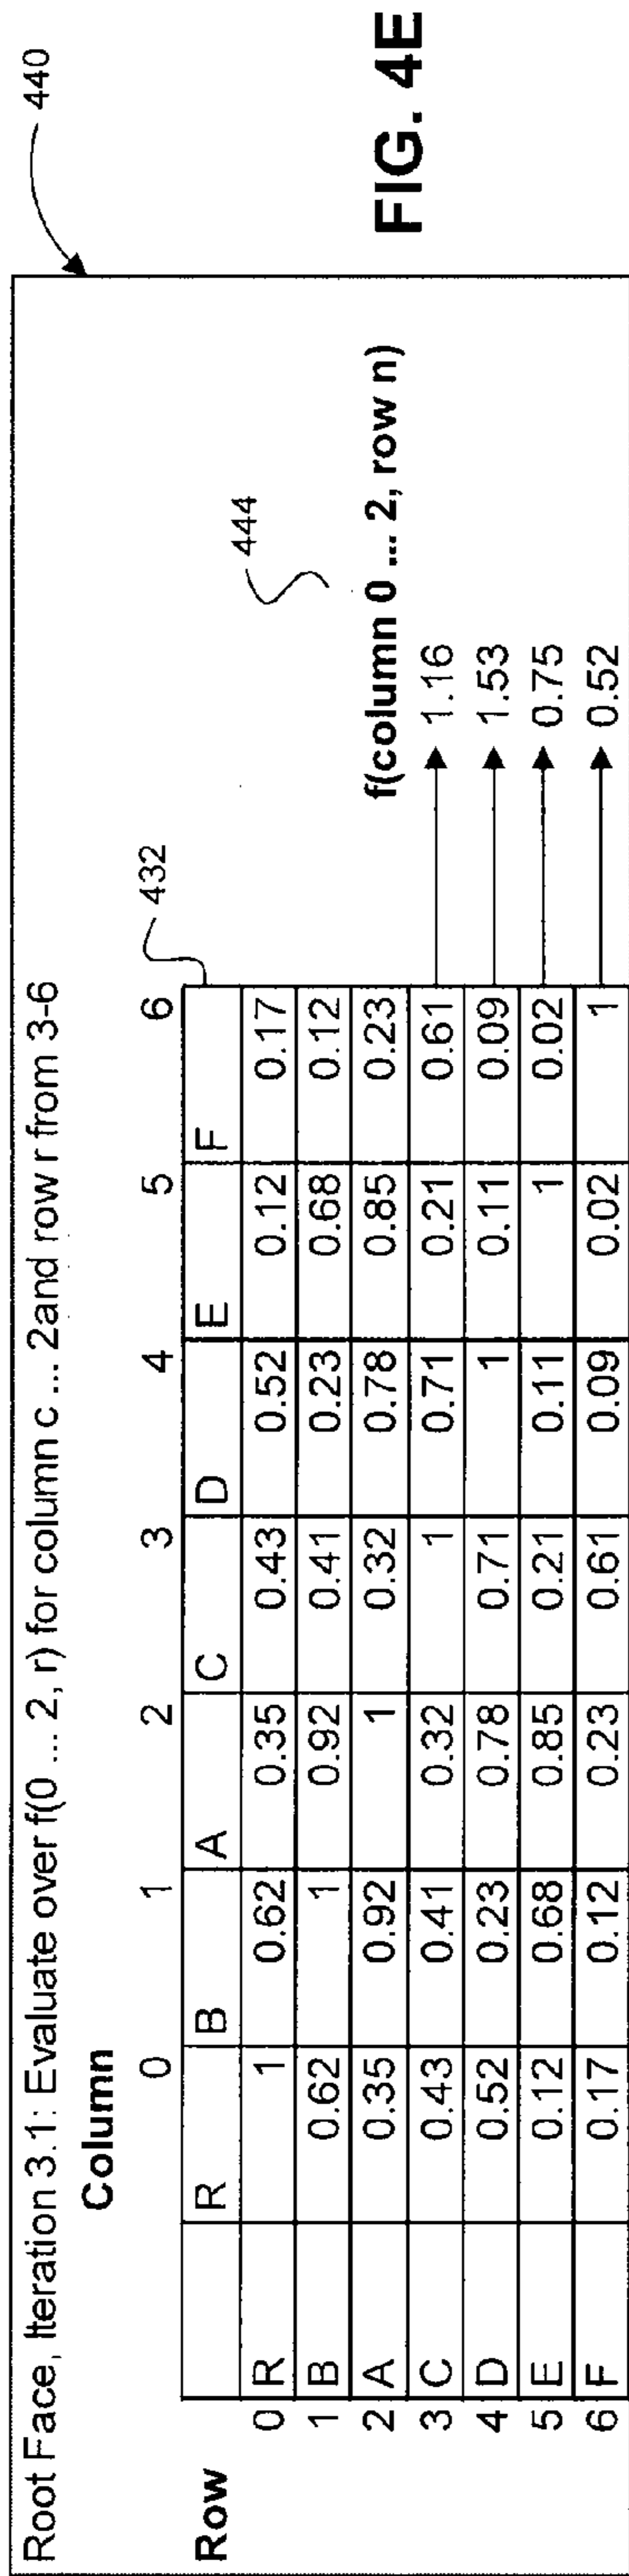 Root Face, Iteration 3.1: Evaluate over f(0 ... 2, r) for column c ... 2and row r from 3-6
440
Column
0 1 2 3 4 5 6
432
Row
R B A C D E F
0 R 1 0.62 0.35 0.43 0.52 0.12 0.17
1 B 0.62 1 0.92 0.41 0.23 0.68 0.12
2 A 0.35 0.92 1 0.32 0.78 0.85 0.23
3 C 0.43 0.41 0.32 1 0.71 0.21 0.61
4 D 0.52 0.23 0.78 0.71 1 0.11 0.09
5 E 0.12 0.68 0.85 0.21 0.11 1 0.02
6 F 0.17 0.12 0.23 0.61 0.09 0.02 1
444
f(column 0 ... 2, row n)
1.16
1.53
0.75
0.52
FIG. 4E